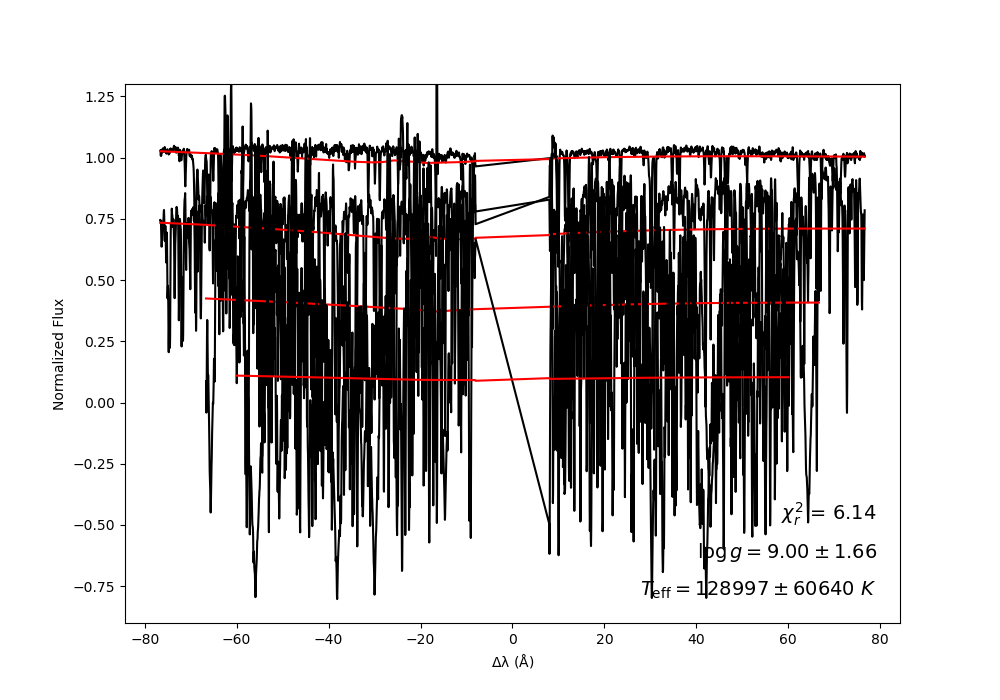 1.25
1.00
0.75
0.50
0.25
0.00
−0.25
−0.50
−0.75
Normalized Flux
χ²ᵣ = 6.14
log g = 9.00 ± 1.66
T_eff = 128997 ± 60640 K
−80 −60 −40 −20 0 20 40 60 80
Δλ (Å)